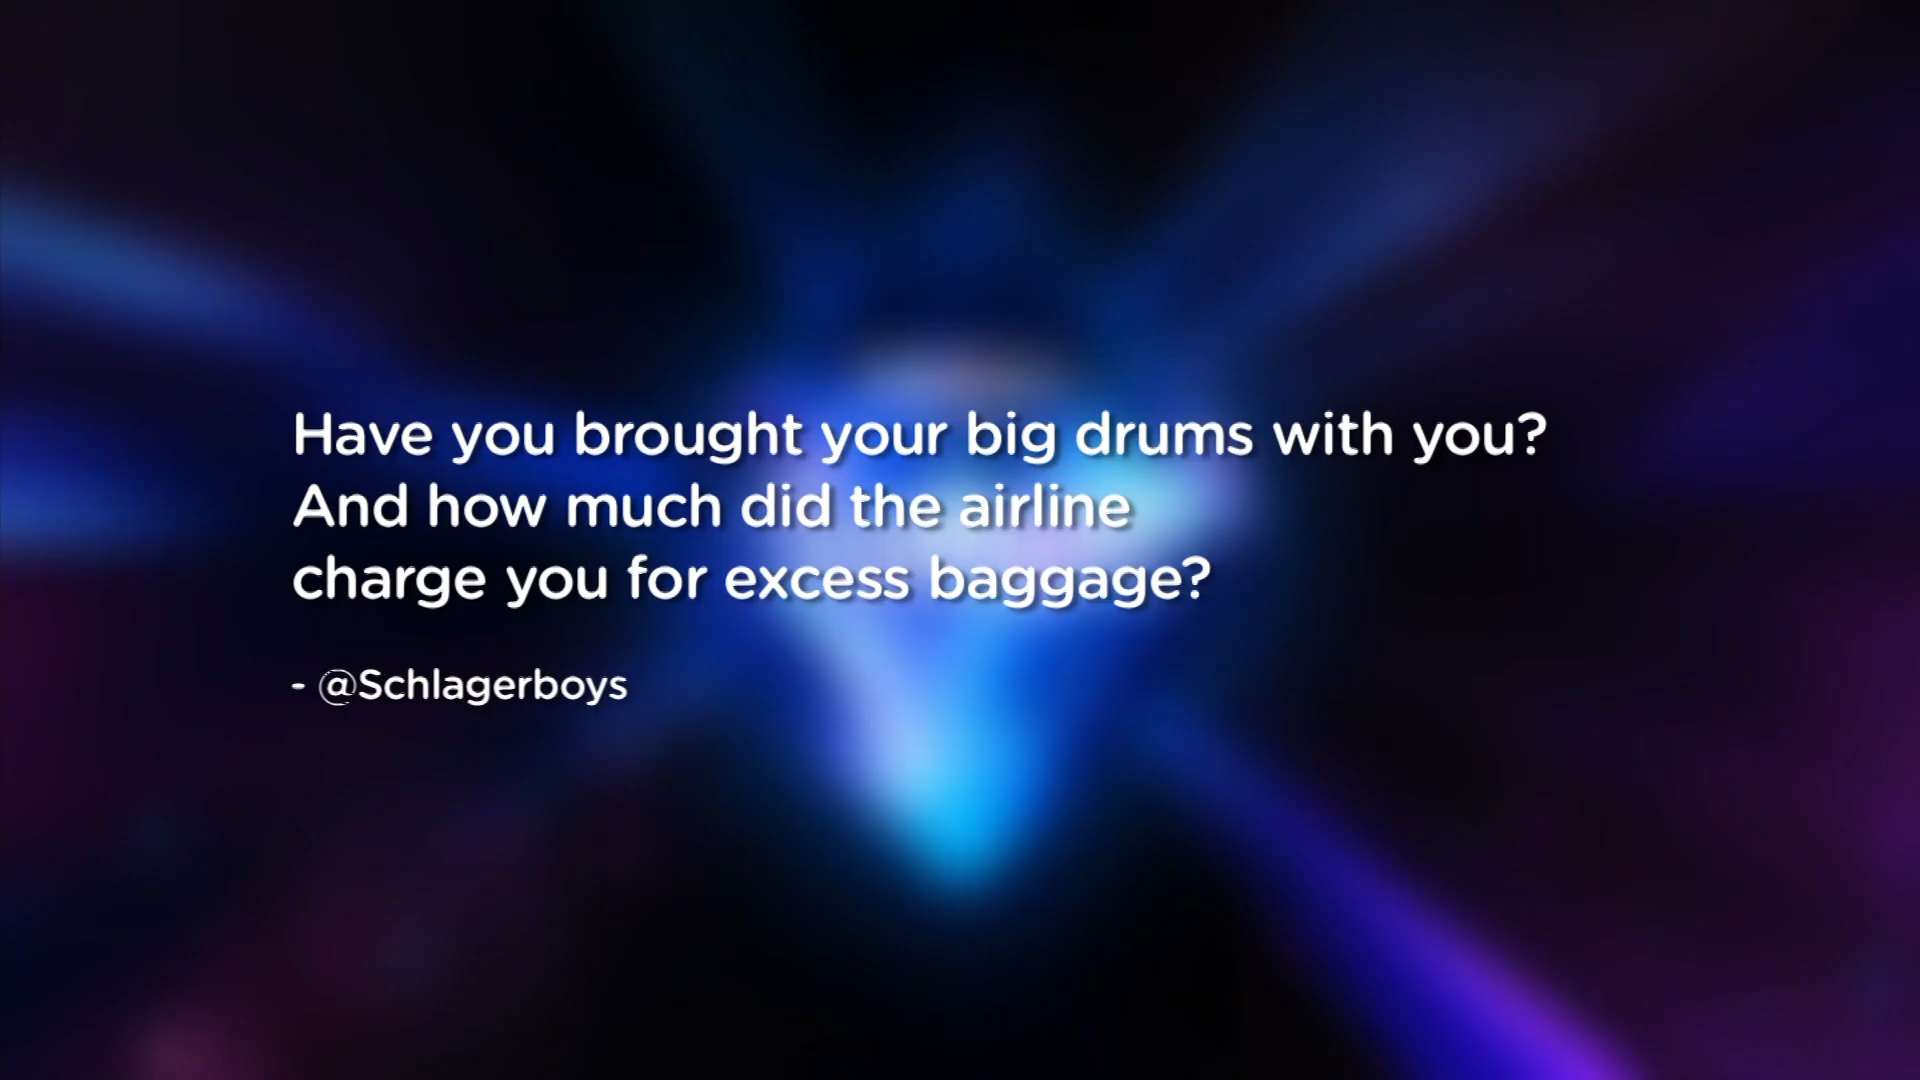 Have you brought your big drums with you?
And how much did the airline
charge you for excess baggage?
- @Schlagerboys